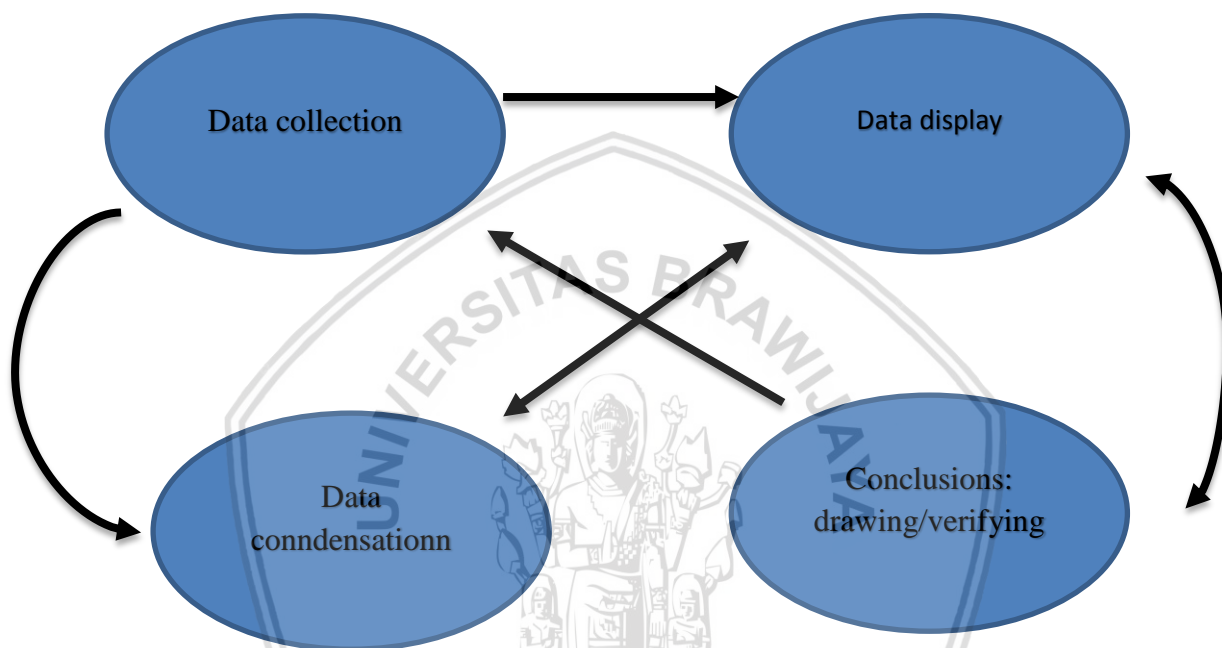 Data collection
Data display
UNIVERSITAS BRAWIJAYA
Data
conndensationn
Conclusions:
drawing/verifying